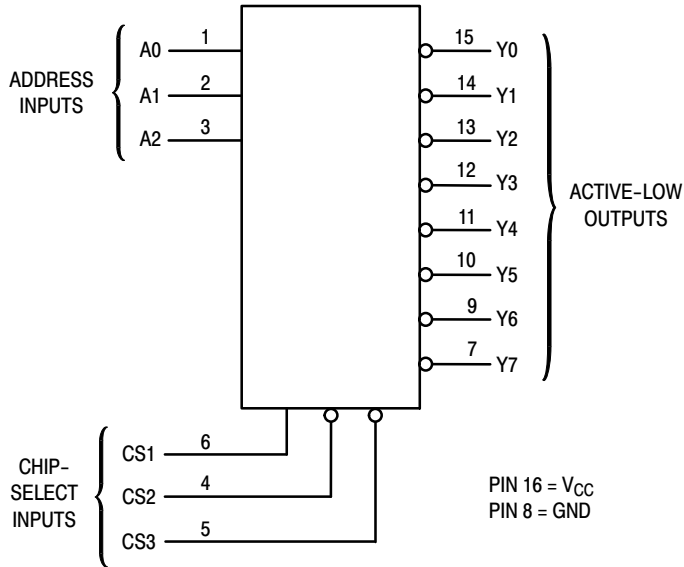 A0 1
A1 2
A2 3
ADDRESS
INPUTS
15 Y0
14 Y1
13 Y2
12 Y3
11 Y4
10 Y5
9 Y6
7 Y7
ACTIVE-LOW
OUTPUTS
CS1 6
CS2 4
CS3 5
CHIP-
SELECT
INPUTS
PIN 16 = VCC
PIN 8 = GND